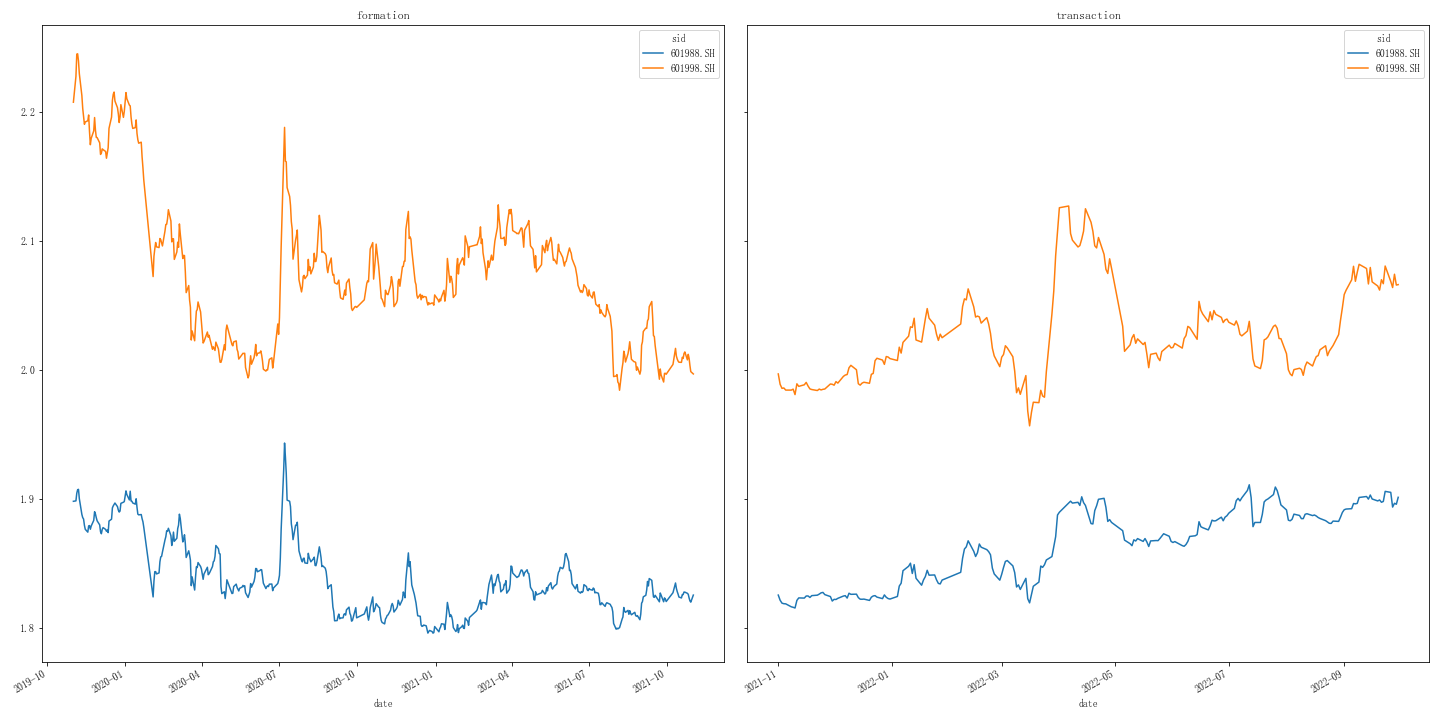 formation
transaction
sid
601988.SH
601998.SH
sid
601988.SH
601998.SH
2.2
2.1
2.0
1.9
1.8
2019-10
2020-01
2020-04
2020-07
2020-10
2021-01
2021-04
2021-07
2021-10
date
2021-11
2022-01
2022-03
2022-05
2022-07
2022-09
date